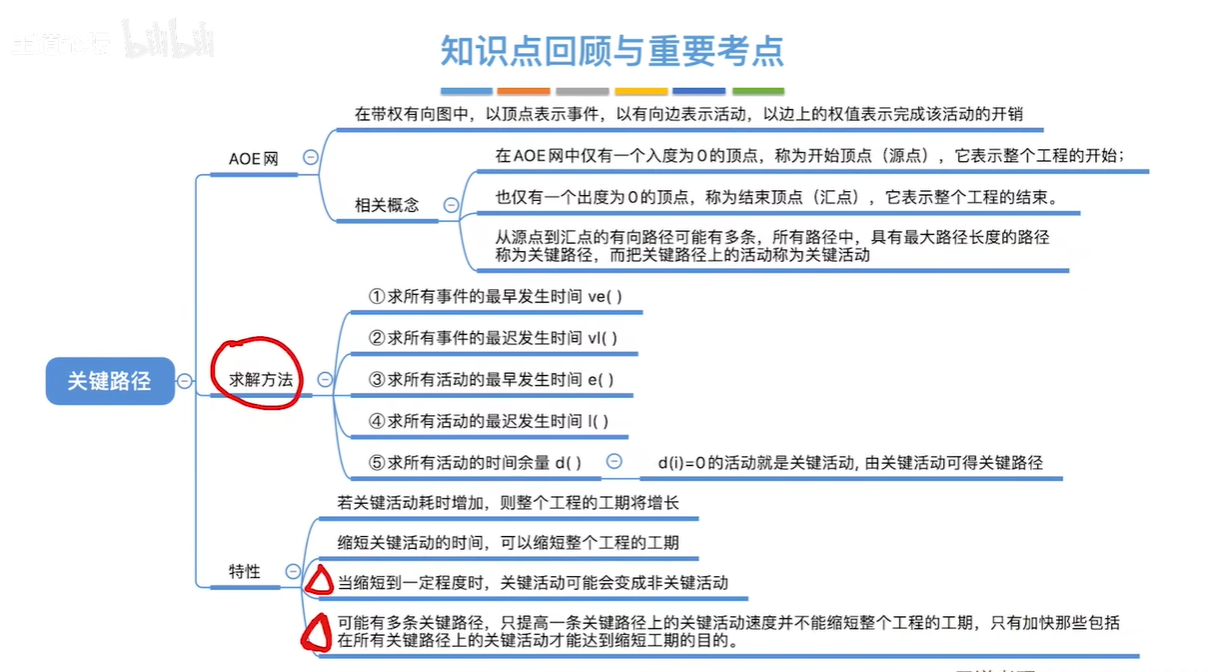 bilibili
知识点回顾与重要考点
在带权有向图中，以顶点表示事件，以有向边表示活动，以边上的权值表示完成该活动的开销
AOE网
在AOE网中仅有一个入度为0的顶点，称为开始顶点（源点），它表示整个工程的开始；
相关概念
也仅有一个出度为0的顶点，称为结束顶点（汇点），它表示整个工程的结束。
从源点到汇点的有向路径可能有多条，所有路径中，具有最大路径长度的路径
称为关键路径，而把关键路径上的活动称为关键活动
①求所有事件的最早发生时间 ve( )
②求所有事件的最迟发生时间 vl( )
关键路径
求解方法
③求所有活动的最早发生时间 e( )
④求所有活动的最迟发生时间 l( )
⑤求所有活动的时间余量 d( )
d(i)=0的活动就是关键活动, 由关键活动可得关键路径
若关键活动耗时增加，则整个工程的工期将增长
缩短关键活动的时间，可以缩短整个工程的工期
特性
当缩短到一定程度时，关键活动可能会变成非关键活动
可能有多条关键路径，只提高一条关键路径上的关键活动速度并不能缩短整个工程的工期，只有加快那些包括
在所有关键路径上的关键活动才能达到缩短工期的目的。